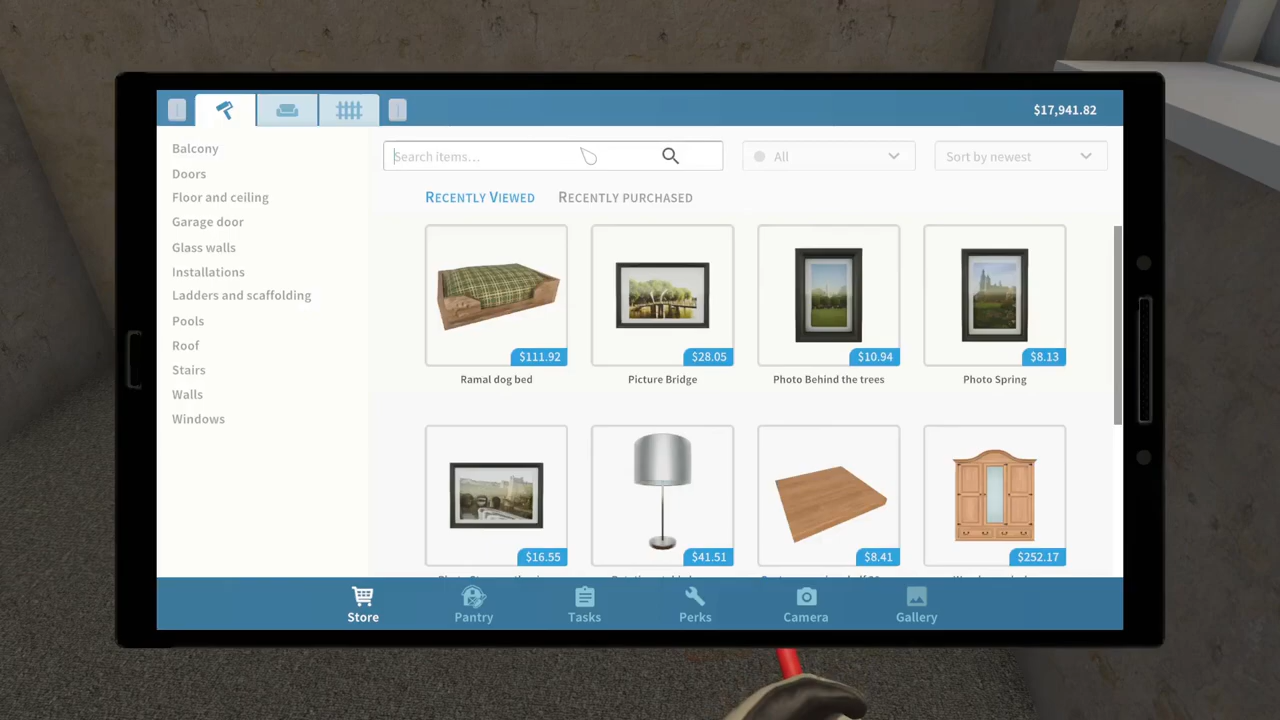 $17,941.82
Balcony
Doors
Floor and ceiling
Garage door
Glass walls
Installations
Ladders and scaffolding
Pools
Roof
Stairs
Walls
Windows
Search items...
All
Sort by newest
Recently Viewed
Recently purchased
$111.92
$28.05
$10.94
$8.13
Ramal dog bed
Picture Bridge
Photo Behind the trees
Photo Spring
$16.55
$41.51
$8.41
$252.17
Store
Pantry
Tasks
Perks
Camera
Gallery